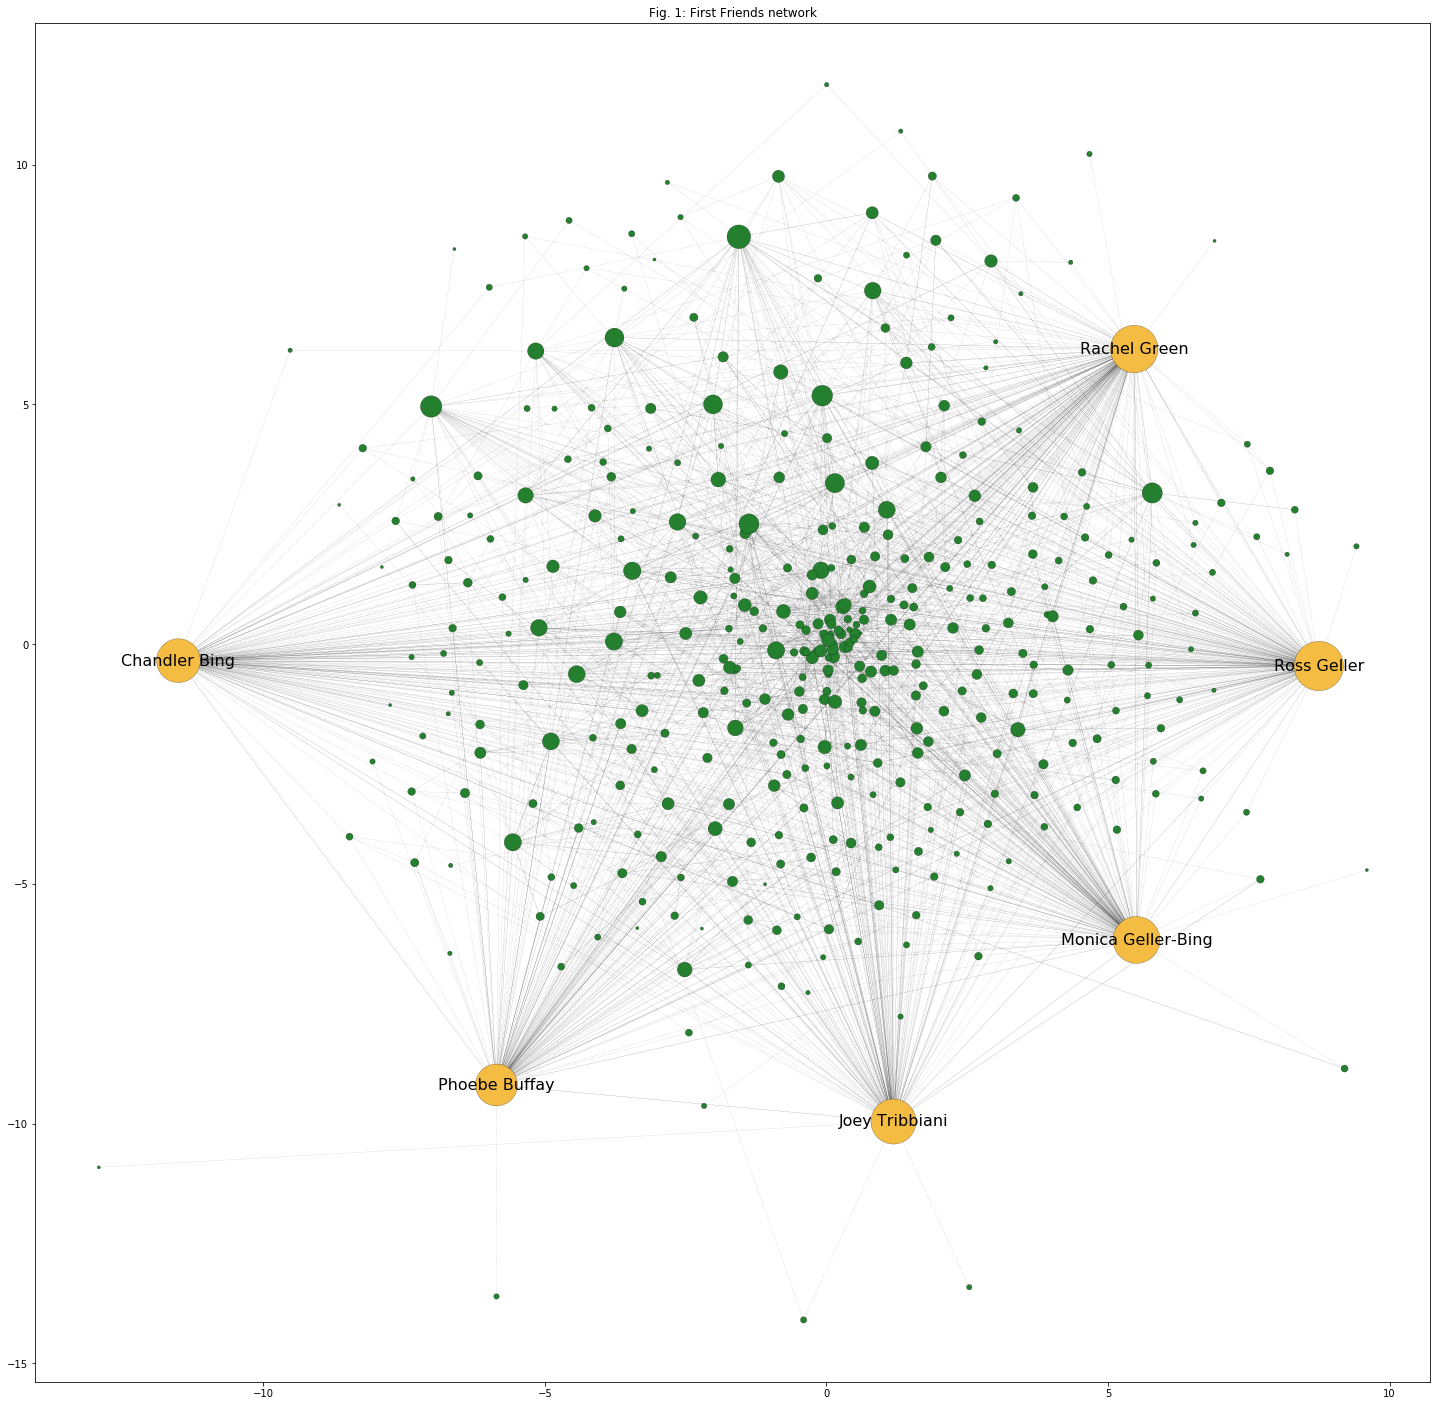 Fig. 1: First Friends network
10
Rachel Green
5
0
Chandler Bing
Ross Geller
−5
Monica Geller-Bing
Phoebe Buffay
−10
Joey Tribbiani
−15
−10
−5
0
5
10